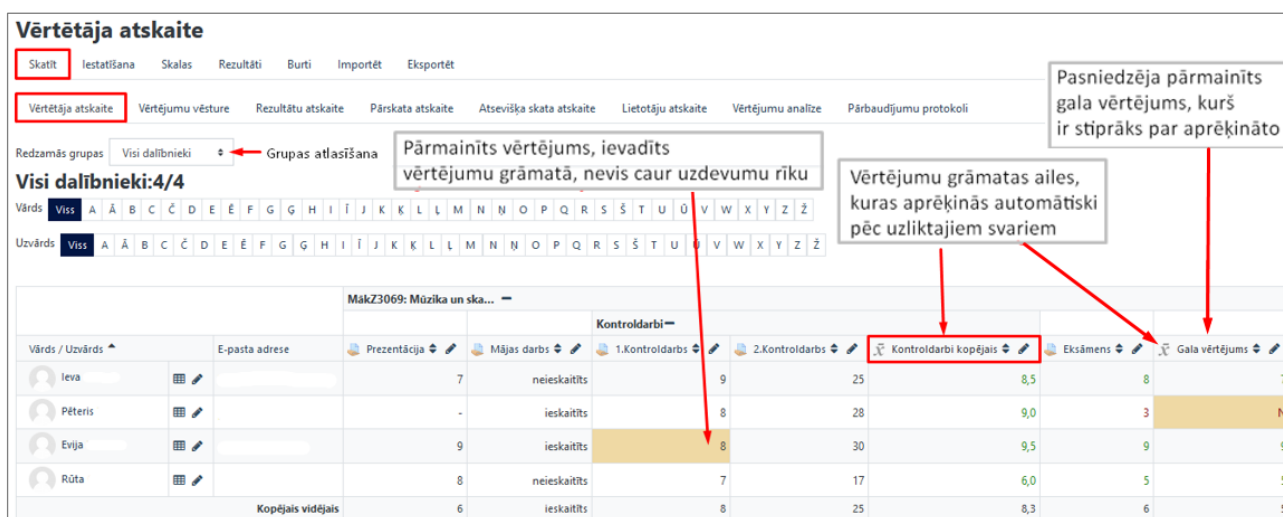 Vērtētāja atskaite
Skatīt Iestatīšana Skalas Rezultāti Burti Importēt Eksportēt
Vērtētāja atskaite Vērtējumu vēsture Rezultātu atskaite Pārskata atskaite Atsevišķa skata atskaite Lietotāju atskaite Vērtējumu analīze Pārbaudījumu protokoli
Pasniedzēja pārmainīts
gala vērtējums, kurš
ir stiprāks par aprēķināto
Redzamās grupas Visi dalībnieki Grupas atlasīšana
Pārmainīts vērtējums, ievadīts
vērtējumu grāmatā, nevis caur uzdevumu rīku
Vērtējumu grāmatas ailes,
kuras aprēķinās automātiski
pēc uzliktajiem svariem
Visi dalībnieki:4/4
Vārds Viss A Ā B C Č D E Ē F G Ģ H I Ī J K Ķ L Ļ M N Ņ O P Q R S Š T U Ū V W X Y Z Ž
Uzvārds Viss A Ā B C Č D E Ē F G Ģ H I Ī J K Ķ L Ļ M N Ņ O P Q R S Š T U Ū V W X Y Z Ž
MākZ3069: Mūzika un ska...
Kontroldarbi
Vārds / Uzvārds E-pasta adrese Prezentācija Mājas darbs 1.Kontroldarbs 2.Kontroldarbs x̄ Kontroldarbi kopējais Eksāmens x̄ Gala vērtējums
Ieva 7 neieskaitīts 9 25 8,5 8
Pēteris - ieskaitīts 8 28 9,0 3 N
Evija 9 ieskaitīts 8 30 9,5 9
Rūta 8 neieskaitīts 7 17 6,0 5
Kopējais vidējais 6 ieskaitīts 8 25 8,3 6